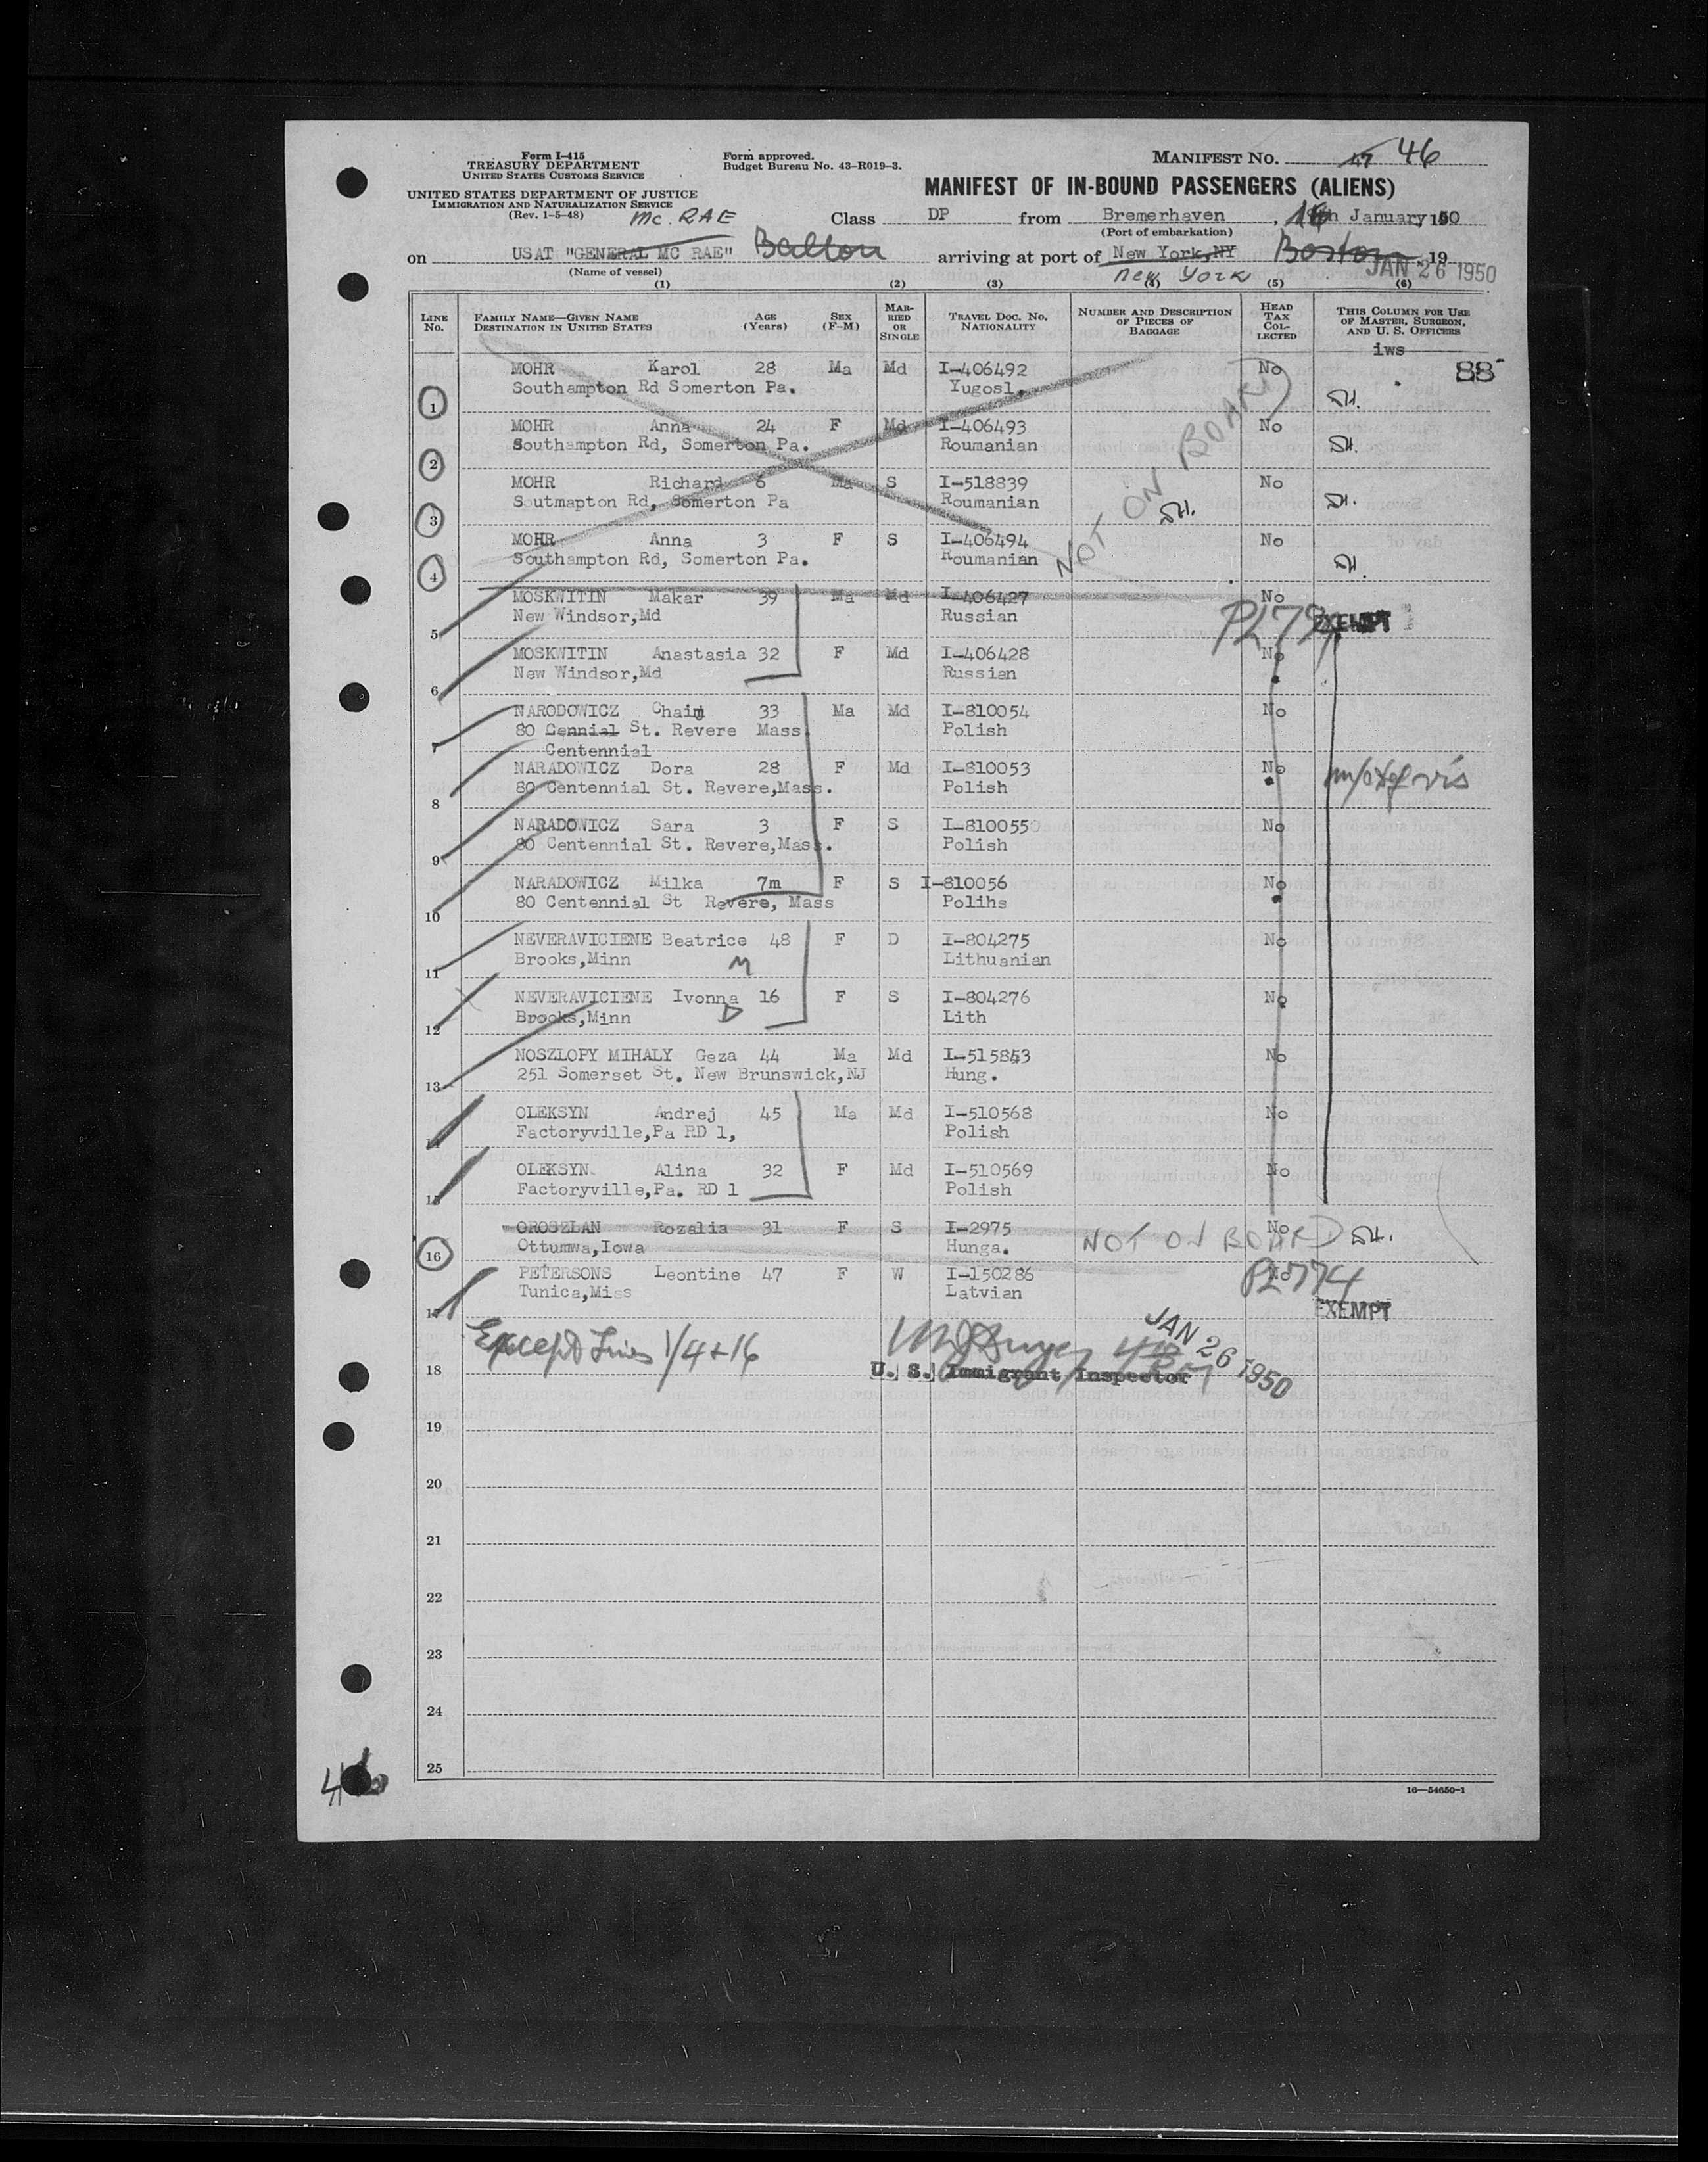 Form I-415
TREASURY DEPARTMENT
UNITED STATES CUSTOMS SERVICE
Form approved.
Budget Bureau No. 43-R019-3.
MANIFEST NO. 47 46
UNITED STATES DEPARTMENT OF JUSTICE
IMMIGRATION AND NATURALIZATION SERVICE
(Rev. 1-5-48)
MANIFEST OF IN-BOUND PASSENGERS (ALIENS)
Mc. RAE
Class DP from Bremerhaven, January, 1950
(Port of embarkation)
on USAT "GENERAL MC RAE" Ballou arriving at port of New York, NY Boston, 19
(Name of vessel)
New York
JAN 26 1950
(1) (2) (3) (4) (5) (6)
LINE No. FAMILY NAME—GIVEN NAME DESTINATION IN UNITED STATES AGE (Years) SEX (F-M) MARRIED OR SINGLE TRAVEL DOC. NO. NATIONALITY NUMBER AND DESCRIPTION OF PIECES OF BAGGAGE HEAD TAX COLLECTED THIS COLUMN FOR USE OF MASTER, SURGEON, AND U. S. OFFICERS
iws
88
1 MOHR Karol 28 Ma Md I-406492 No
Southampton Rd Somerton Pa. Yugosl.
2 MOHR Anna 24 F Md I-406493 No
Southampton Rd, Somerton Pa. Roumanian
3 MOHR Richard 6 Ma S I-518839 No
Soutmapton Rd, Somerton Pa Roumanian
4 MOHR Anna 3 F S I-406494 No
Southampton Rd, Somerton Pa. Roumanian
NOT ON BOARD
5 MOSKWITIN Makar 39 Ma Md I-406427 No
New Windsor,Md Russian
EXEMPT
6 MOSKWITIN Anastasia 32 F Md I-406428 No
New Windsor,Md Russian
7 NARODOWICZ Chaim 33 Ma Md I-810054 No
80 Cennial St. Revere Mass. Polish
Centennial
8 NARADOWICZ Dora 28 F Md I-810053 No
80 Centennial St. Revere,Mass. Polish
9 NARADOWICZ Sara 3 F S I-810055 No
80 Centennial St. Revere,Mass. Polish
10 NARADOWICZ Milka 7m F S I-810056 No
80 Centennial St Revere, Mass Polihs
11 NEVERAVICIENE Beatrice 48 F D I-804275 No
Brooks,Minn M Lithuanian
12 NEVERAVICIENE Ivonna 16 F S I-804276 No
Brooks,Minn D Lith
13 NOSZLOPY MIHALY Geza 44 Ma Md I-515843 No
251 Somerset St. New Brunswick,NJ Hung.
14 OLEKSYN Andrej 45 Ma Md I-510568 No
Factoryville,Pa RD 1, Polish
15 OLEKSYN Alina 32 F Md I-510569 No
Factoryville,Pa. RD 1 Polish
16 OROSZLAN Rozalia 31 F S I-2975 No
Ottumwa,Iowa Hunga. NOT ON BOARD
17 PETERSONS Leontine 47 F W I-150286 No
Tunica,Miss Latvian
PL 774
EXEMPT
Except Lines 1/4 + 16
JAN 26 1950
18 U. S. Immigrant Inspector
19
20
21
22
23
24
25
46
16—54650-1